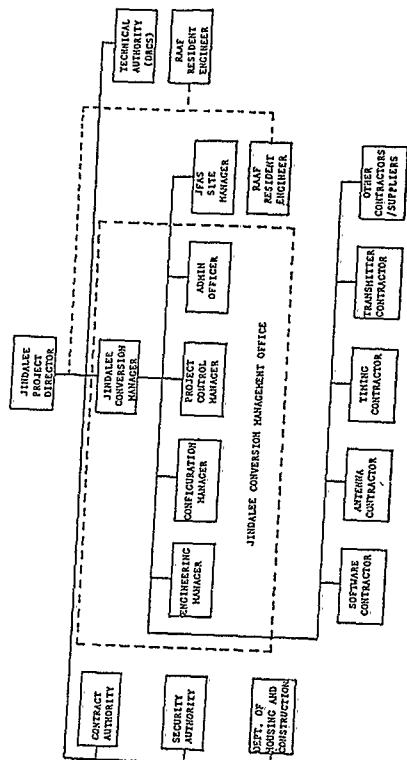 JINDALEE
PROJECT
DIRECTOR
TECHNICAL
AUTHORITY
(ORCS)
RAAF
RESIDENT
ENGINEER
CONTRACT
AUTHORITY
SECURITY
AUTHORITY
DEPT. OF
HOUSING AND
CONSTRUCTION
JINDALEE
CONVERSION
MANAGER
ENGINEERING
MANAGER
CONFIGURATION
MANAGER
PROJECT
CONTROL
MANAGER
ADMIN
OFFICER
JFAS
SITE
MANAGER
RAAF
RESIDENT
ENGINEER
JINDALEE CONVERSION MANAGEMENT OFFICE
SOFTWARE
CONTRACTOR
ANTENNA
CONTRACTOR
TIMING
CONTRACTOR
TRANSMITTER
CONTRACTOR
OTHER
CONTRACTORS
/SUPPLIERS